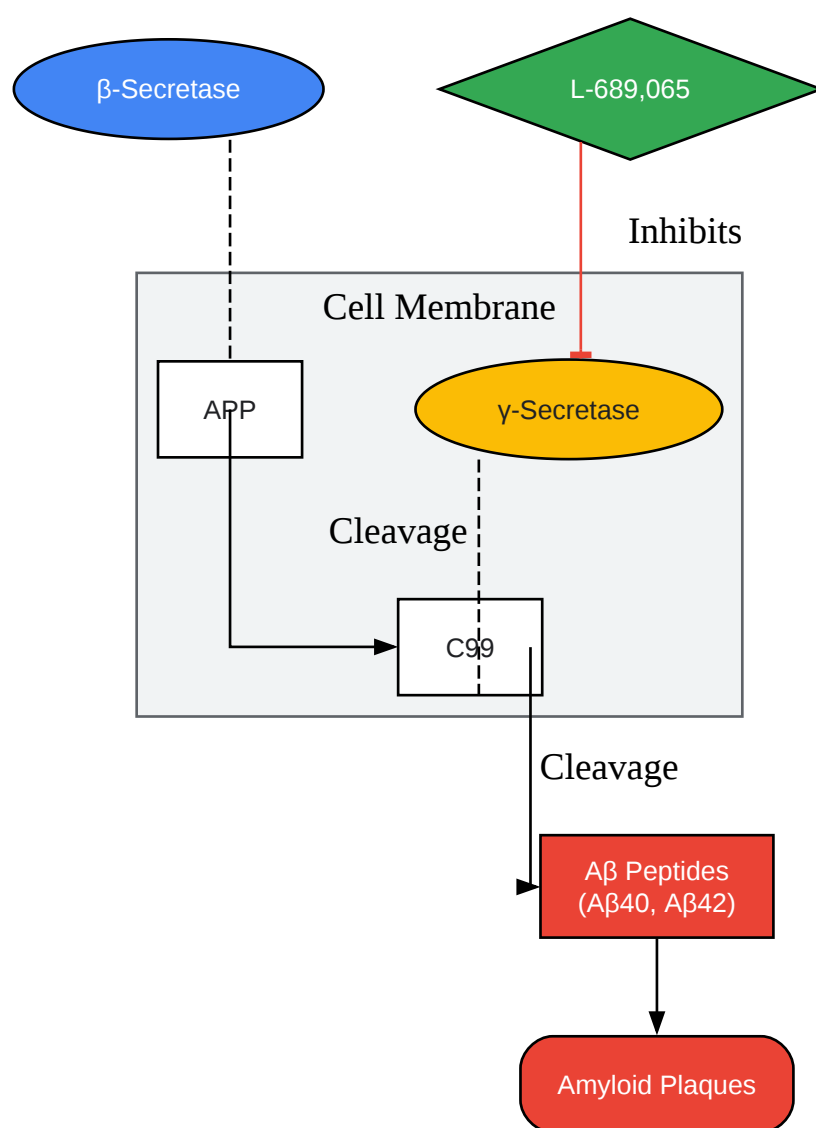 β-Secretase
L-689,065
Inhibits
Cell Membrane
APP
γ-Secretase
Cleavage
C99
Cleavage
Aβ Peptides
(Aβ40, Aβ42)
Amyloid Plaques